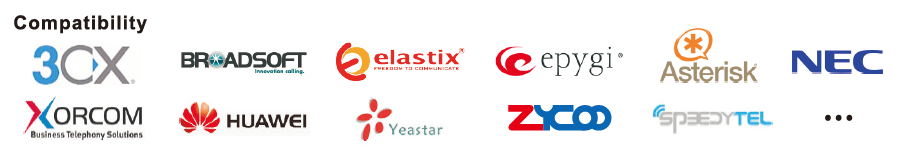 Compatibility
3CX®
BROADSOFT®
innovation calling.
elastix®
FREEDOM TO COMMUNICATE
epygi®
Asterisk®
NEC
XORCOM
Business Telephony Solutions
HUAWEI
Yeastar
ZYCOO
SPEEDYTEL
•••